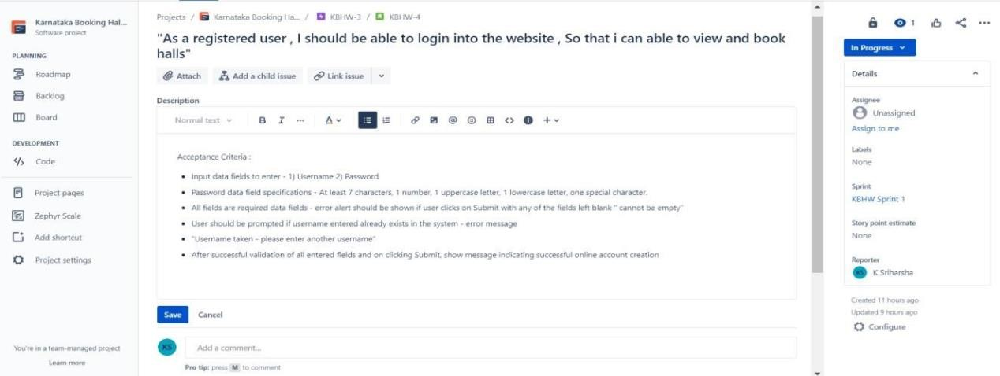 Karnataka Booking Hal...
Software project
PLANNING
Roadmap
Backlog
Board
DEVELOPMENT
Code
Project pages
Zephyr Scale
Add shortcut
Project settings
You're in a team-managed project
Learn more
Projects / Karnataka Booking Ha... / KBHW-3 / KBHW-4
"As a registered user , I should be able to login into the website , So that i can able to view and book
halls"
Attach Add a child issue Link issue
Description
Normal text B I ... A
Acceptance Criteria :
• Input data fields to enter - 1) Username 2) Password
• Password data field specifications - At least 7 characters, 1 number, 1 uppercase letter, 1 lowercase letter, one special character.
• All fields are required data fields - error alert should be shown if user clicks on Submit with any of the fields left blank " cannot be empty"
• User should be prompted if username entered already exists in the system - error message
• "Username taken - please enter another username"
• After successful validation of all entered fields and on clicking Submit, show message indicating successful online account creation
Save Cancel
KS Add a comment...
Pro tip: press M to comment
1
In Progress
Details
Assignee
Unassigned
Assign to me
Labels
None
Sprint
KBHW Sprint 1
Story point estimate
None
Reporter
KS K Sriharsha
Created 11 hours ago
Updated 9 hours ago
Configure